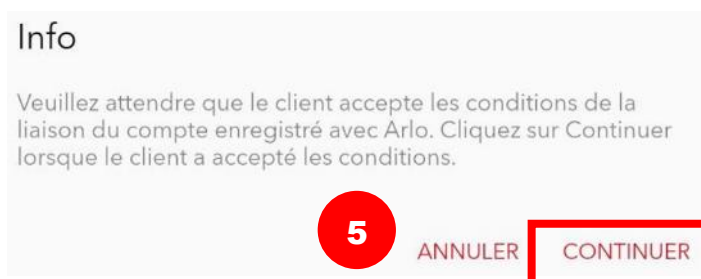 Info
Veuillez attendre que le client accepte les conditions de la
liaison du compte enregistré avec Arlo. Cliquez sur Continuer
lorsque le client a accepté les conditions.
5
ANNULER CONTINUER